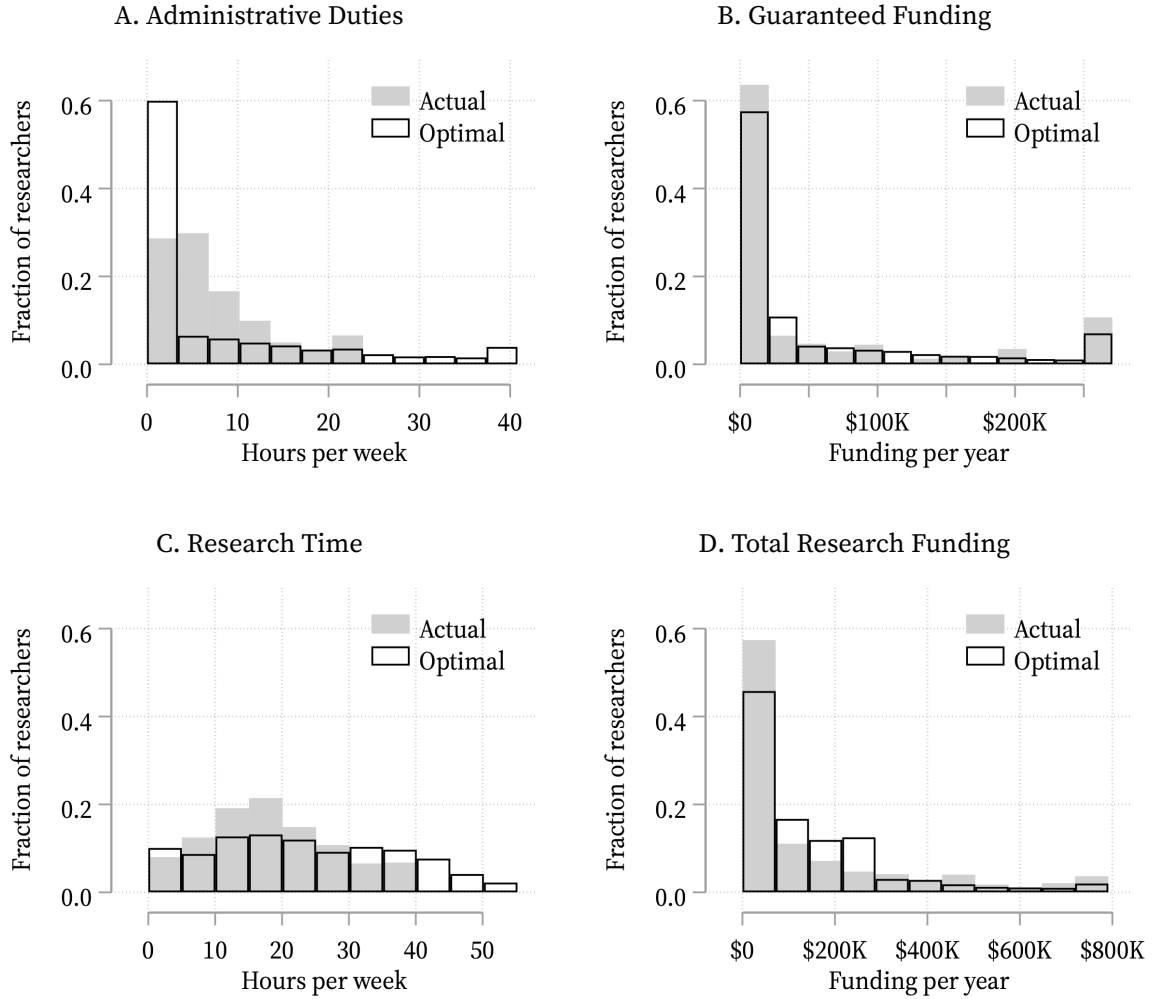 A. Administrative Duties
Fraction of researchers
0.6
0.4
0.2
0.0
Actual
Optimal
0 10 20 30 40
Hours per week
B. Guaranteed Funding
Fraction of researchers
0.6
0.4
0.2
0.0
Actual
Optimal
$0 $100K $200K
Funding per year
C. Research Time
Fraction of researchers
0.6
0.4
0.2
0.0
Actual
Optimal
0 10 20 30 40 50
Hours per week
D. Total Research Funding
Fraction of researchers
0.6
0.4
0.2
0.0
Actual
Optimal
$0 $200K $400K $600K $800K
Funding per year